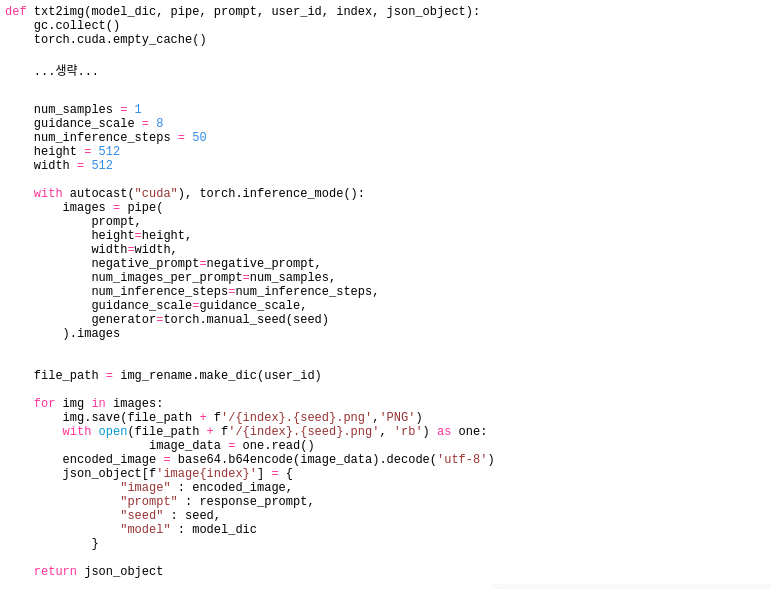 def txt2img(model_dic, pipe, prompt, user_id, index, json_object):
    gc.collect()
    torch.cuda.empty_cache()

    ...생략...


    num_samples = 1
    guidance_scale = 8
    num_inference_steps = 50
    height = 512
    width = 512

    with autocast("cuda"), torch.inference_mode():
        images = pipe(
            prompt,
            height=height,
            width=width,
            negative_prompt=negative_prompt,
            num_images_per_prompt=num_samples,
            num_inference_steps=num_inference_steps,
            guidance_scale=guidance_scale,
            generator=torch.manual_seed(seed)
        ).images


    file_path = img_rename.make_dic(user_id)

    for img in images:
        img.save(file_path + f'/{index}.{seed}.png','PNG')
        with open(file_path + f'/{index}.{seed}.png', 'rb') as one:
                    image_data = one.read()
        encoded_image = base64.b64encode(image_data).decode('utf-8')
        json_object[f'image{index}'] = {
                "image" : encoded_image,
                "prompt" : response_prompt,
                "seed" : seed,
                "model" : model_dic
            }

    return json_object